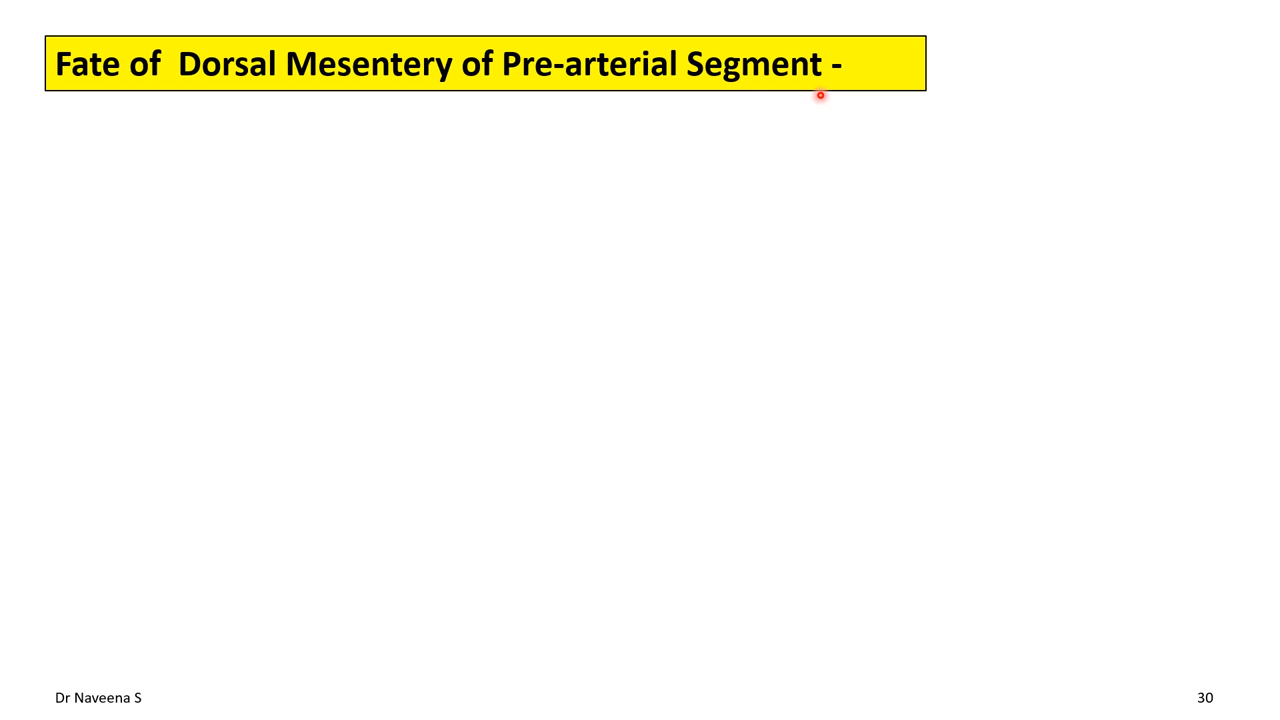 Fate of  Dorsal Mesentery of Pre-arterial Segment -
Dr Naveena S
30